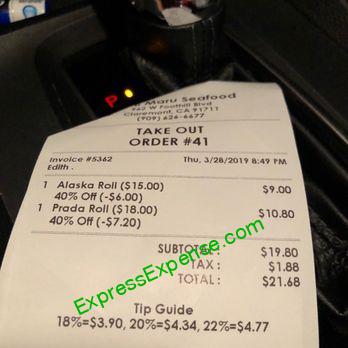 P
Maru Seafood
962 W Foothill Blvd
Claremont, CA 91711
(909) 626-6677
TAKE OUT
ORDER #41
Invoice #5362 Thu, 3/28/2019 8:49 PM
Edith .
1 Alaska Roll ($15.00) $9.00
40% Off (-$6.00)
1 Prada Roll ($18.00) $10.80
40% Off (-$7.20)
SUBTOTAL: $19.80
TAX : $1.88
TOTAL : $21.68
ExpressExpense.com
Tip Guide
18%=$3.90, 20%=$4.34, 22%=$4.77